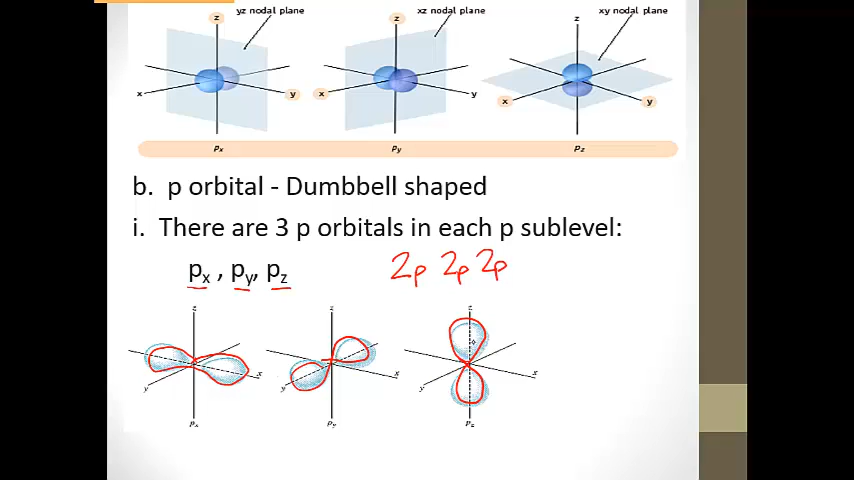 yz nodal plane xz nodal plane xy nodal plane
z z z
x y x y x y
px py pz
b. p orbital - Dumbbell shaped
i. There are 3 p orbitals in each p sublevel:
px , py, pz 2p 2p 2p
z z z
y x y x y x
px py pz